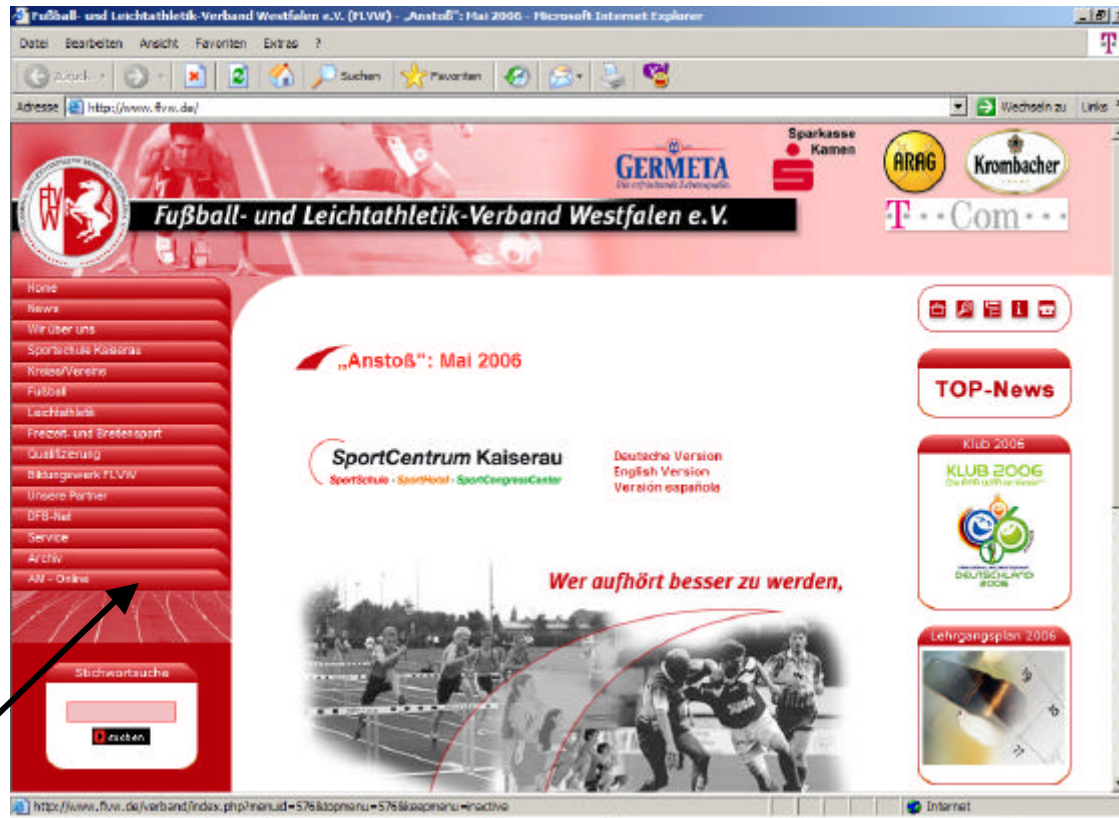 Fußball- und Leichtathletik-Verband Westfalen e.V. (FLVW) - „Anstoß": Mai 2006 - Microsoft Internet Explorer
Datei Bearbeiten Ansicht Favoriten Extras ?
T
Zurück Suchen Favoriten
Adresse http://www.flvw.de/ Wechseln zu Links
GERMETA
Sparkasse
Kamen
ARAG
Krombacher
FLVW
Fußball- und Leichtathletik-Verband Westfalen e.V.
T···Com···
Home
News
Wir über uns
Sportschule Kaiserau
Kreise/Vereine
Fußball
Leichtathletik
Freizeit- und Breitensport
Qualifizierung
Bildungswerk FLVW
Unsere Partner
DFB-Net
Service
Archiv
AM - Online
Stichwortsuche
suchen
„Anstoß": Mai 2006
SportCentrum Kaiserau
SportSchule - SportHotel - SportCongressCenter
Deutsche Version
English Version
Versión española
Wer aufhört besser zu werden,
TOP-News
Klub 2006
KLUB 2006
DEUTSCHLAND
2006
Lehrgangsplan 2006
http://www.flvw.de/verband/index.php?menuid=576&topmenu=576&keepmenu=inactive
Internet